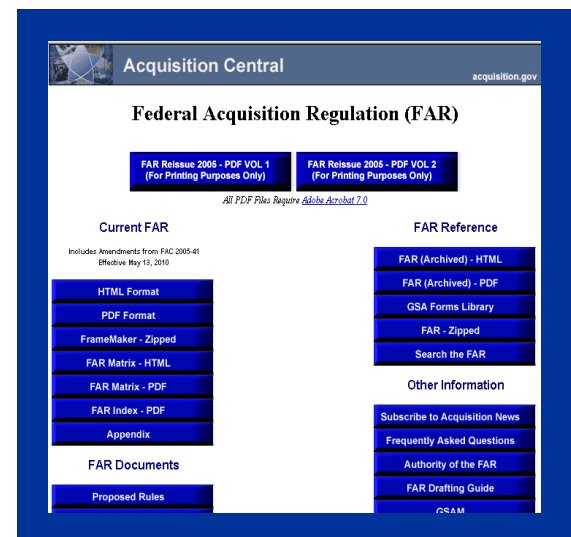 Acquisition Central
acquisition.gov
Federal Acquisition Regulation (FAR)
FAR Reissue 2005 - PDF VOL 1
(For Printing Purposes Only)
FAR Reissue 2005 - PDF VOL 2
(For Printing Purposes Only)
All PDF Files Require Adobe Acrobat 7.0
Current FAR
Includes Amendments from FAC 2005-41
Effective May 13, 2010
HTML Format
PDF Format
FrameMaker - Zipped
FAR Matrix - HTML
FAR Matrix - PDF
FAR Index - PDF
Appendix
FAR Documents
Proposed Rules
FAR Reference
FAR (Archived) - HTML
FAR (Archived) - PDF
GSA Forms Library
FAR - Zipped
Search the FAR
Other Information
Subscribe to Acquisition News
Frequently Asked Questions
Authority of the FAR
FAR Drafting Guide
GSAM